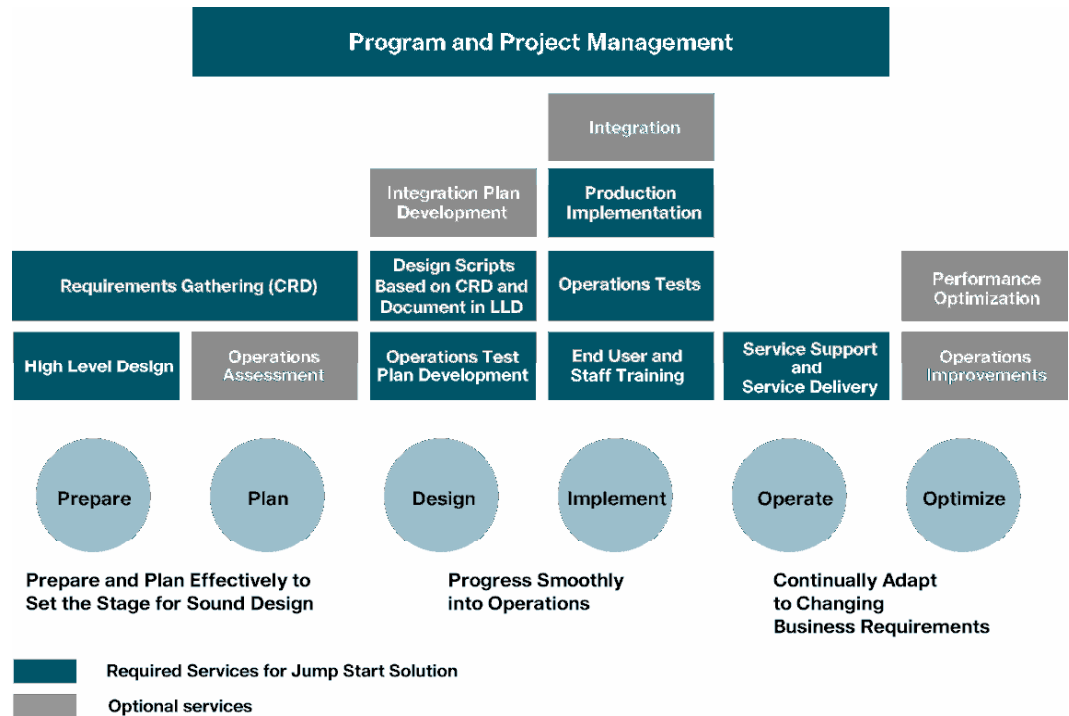 Program and Project Management
Integration
Integration Plan
Development
Production
Implementation
Requirements Gathering (CRD)
Design Scripts
Based on CRD and
Document in LLD
Operations Tests
Performance
Optimization
High Level Design
Operations
Assessment
Operations Test
Plan Development
End User and
Staff Training
Service Support
and
Service Delivery
Operations
Improvements
Prepare
Plan
Design
Implement
Operate
Optimize
Prepare and Plan Effectively to
Set the Stage for Sound Design
Progress Smoothly
into Operations
Continually Adapt
to Changing
Business Requirements
Required Services for Jump Start Solution
Optional services